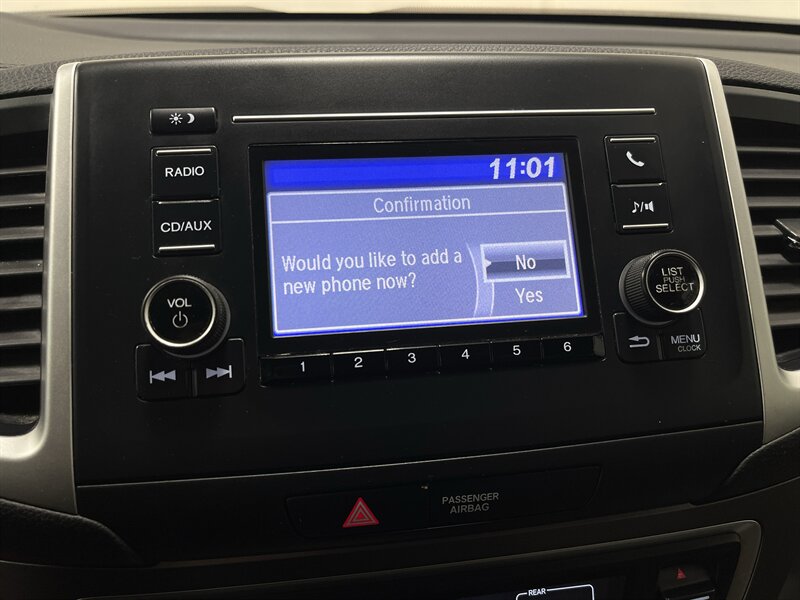 11:01
RADIO
Confirmation
CD/AUX
Would you like to add a
new phone now?
No
Yes
VOL
LIST
PUSH
SELECT
MENU
CLOCK
1 2 3 4 5 6
PASSENGER
AIRBAG
REAR